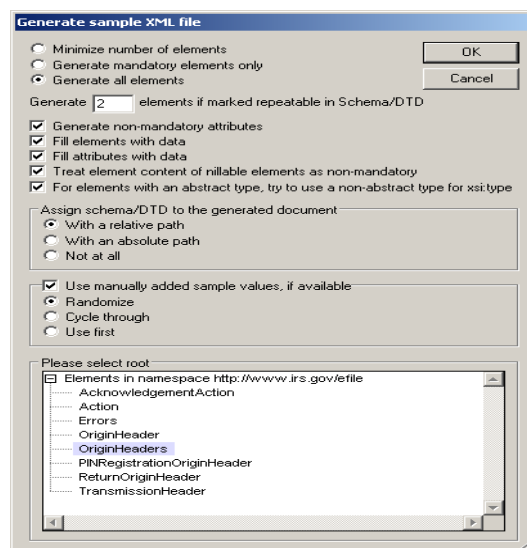 Generate sample XML file
Minimize number of elements
Generate mandatory elements only
Generate all elements
OK
Cancel
Generate 2 elements if marked repeatable in Schema/DTD
Generate non-mandatory attributes
Fill elements with data
Fill attributes with data
Treat element content of nillable elements as non-mandatory
For elements with an abstract type, try to use a non-abstract type for xsi:type
Assign schema/DTD to the generated document
With a relative path
With an absolute path
Not at all
Use manually added sample values, if available
Randomize
Cycle through
Use first
Please select root
Elements in namespace http://www.irs.gov/efile
AcknowledgementAction
Action
Errors
OriginHeader
OriginHeaders
PINRegistrationOriginHeader
ReturnOriginHeader
TransmissionHeader